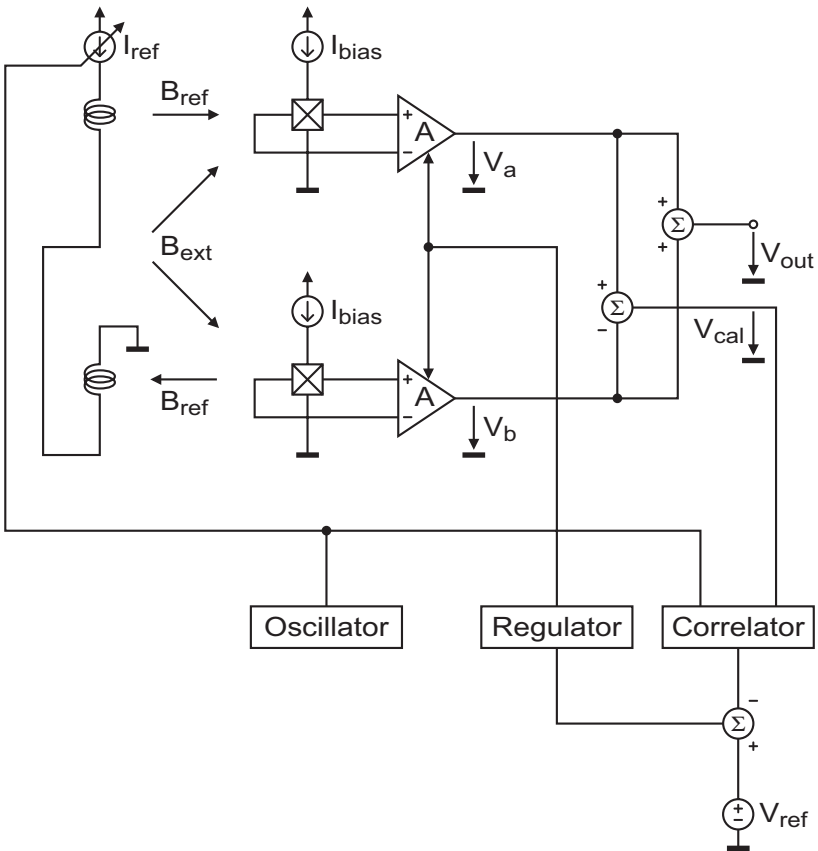 I_ref
I_bias
B_ref
+
A
−
V_a
+
Σ
+
V_out
B_ext
I_bias
+
Σ
−
V_cal
B_ref
+
A
−
V_b
Oscillator
Regulator
Correlator
−
Σ
+
+
−
V_ref